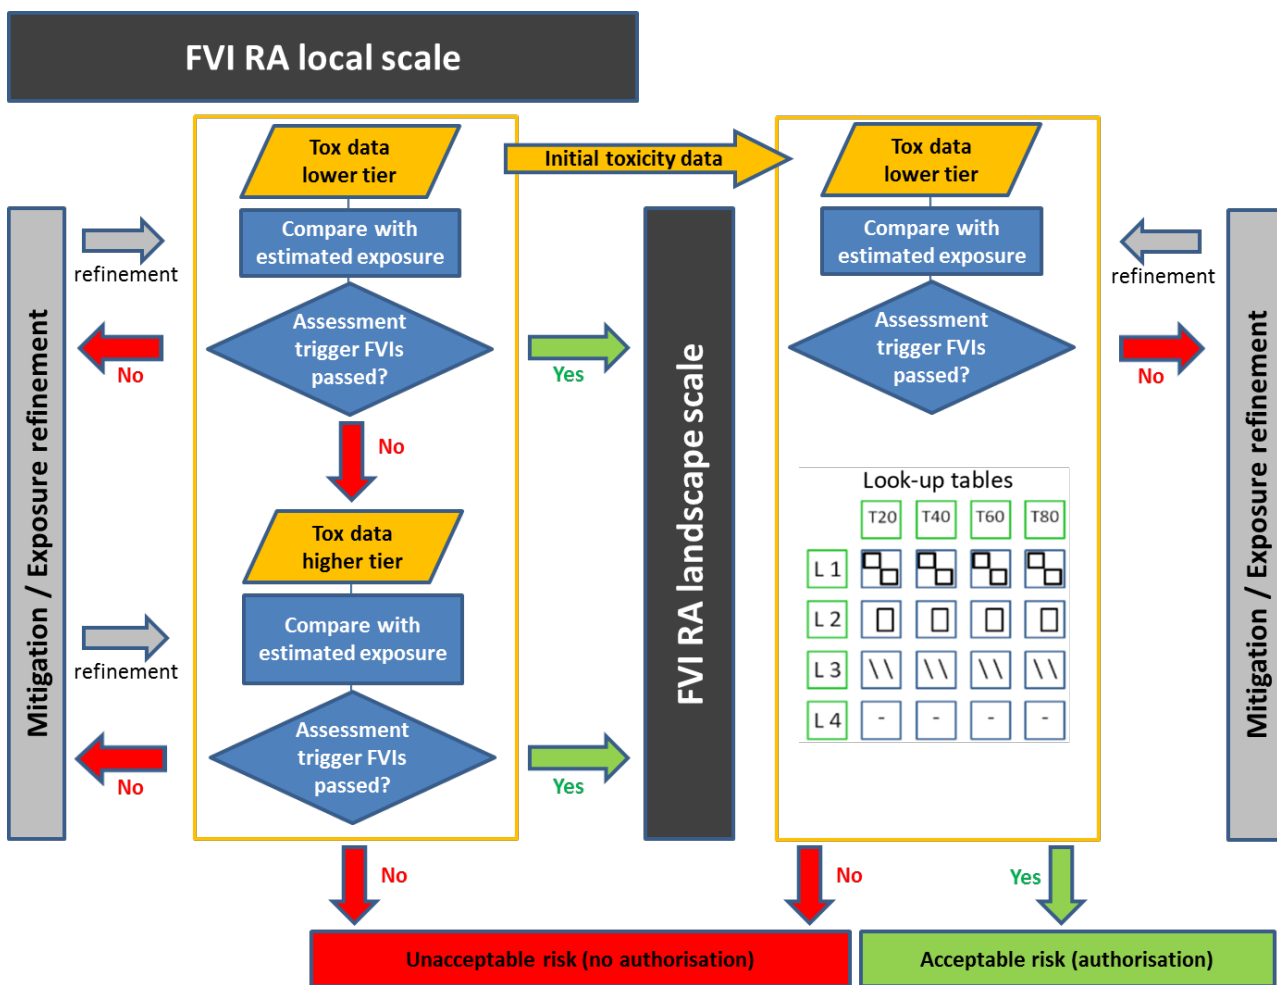 FVI RA local scale
Tox data
lower tier
Initial toxicity data
Tox data
lower tier
Compare with
estimated exposure
Compare with
estimated exposure
refinement
refinement
Assessment
trigger FVIs
passed?
Assessment
trigger FVIs
passed?
No
Yes
No
No
Mitigation / Exposure refinement
FVI RA landscape scale
Mitigation / Exposure refinement
Tox data
higher tier
Look-up tables
T20 T40 T60 T80
L 1
L 2
L 3 \ \ \ \ \ \ \ \
L 4 - - - -
Compare with
estimated exposure
refinement
Assessment
trigger FVIs
passed?
No
Yes
No
No
Yes
Unacceptable risk (no authorisation)
Acceptable risk (authorisation)